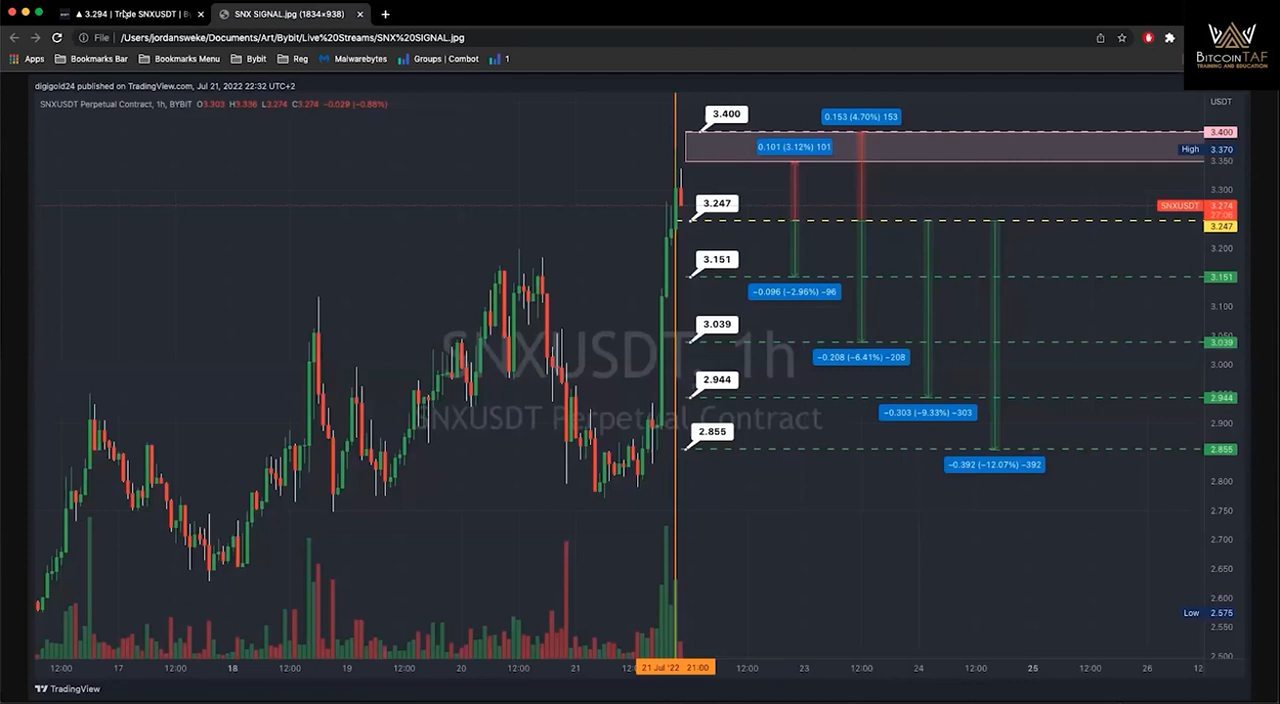 ▲ 3.294 | Trade SNXUSDT | B
SNX SIGNAL.jpg (1834×938)
File /Users/jordansweke/Documents/Art/Bybit/Live%20Streams/SNX%20SIGNAL.jpg
Apps Bookmarks Bar Bookmarks Menu Bybit Reg Malwarebytes Groups | Combot 1
BITCOINTAF
TRAINING AND EDUCATION
digigold24 published on TradingView.com, Jul 21, 2022 22:32 UTC+2
SNXUSDT Perpetual Contract, 1h, BYBIT O3.303 H3.336 L3.274 C3.274 −0.029 (−0.88%)
USDT
3.400
0.153 (4.70%) 153
3.400
0.101 (3.12%) 101
High 3.370
3.350
3.300
3.247
SNXUSDT 3.274
27:06
3.247
3.200
3.151
3.151
−0.096 (−2.96%) −96
3.100
3.039
3.050
3.039
SNXUSDT, 1h
−0.208 (−6.41%) −208
3.000
2.944
2.944
SNXUSDT Perpetual Contract
−0.303 (−9.33%) −303
2.900
2.855
2.855
−0.392 (−12.07%) −392
2.800
2.750
2.700
2.650
2.600
Low 2.575
2.550
2.500
12:00 17 12:00 18 12:00 19 12:00 20 12:00 21 21 Jul '22 21:00 12:00 23 12:00 24 12:00 25 12:00 26 12
TradingView